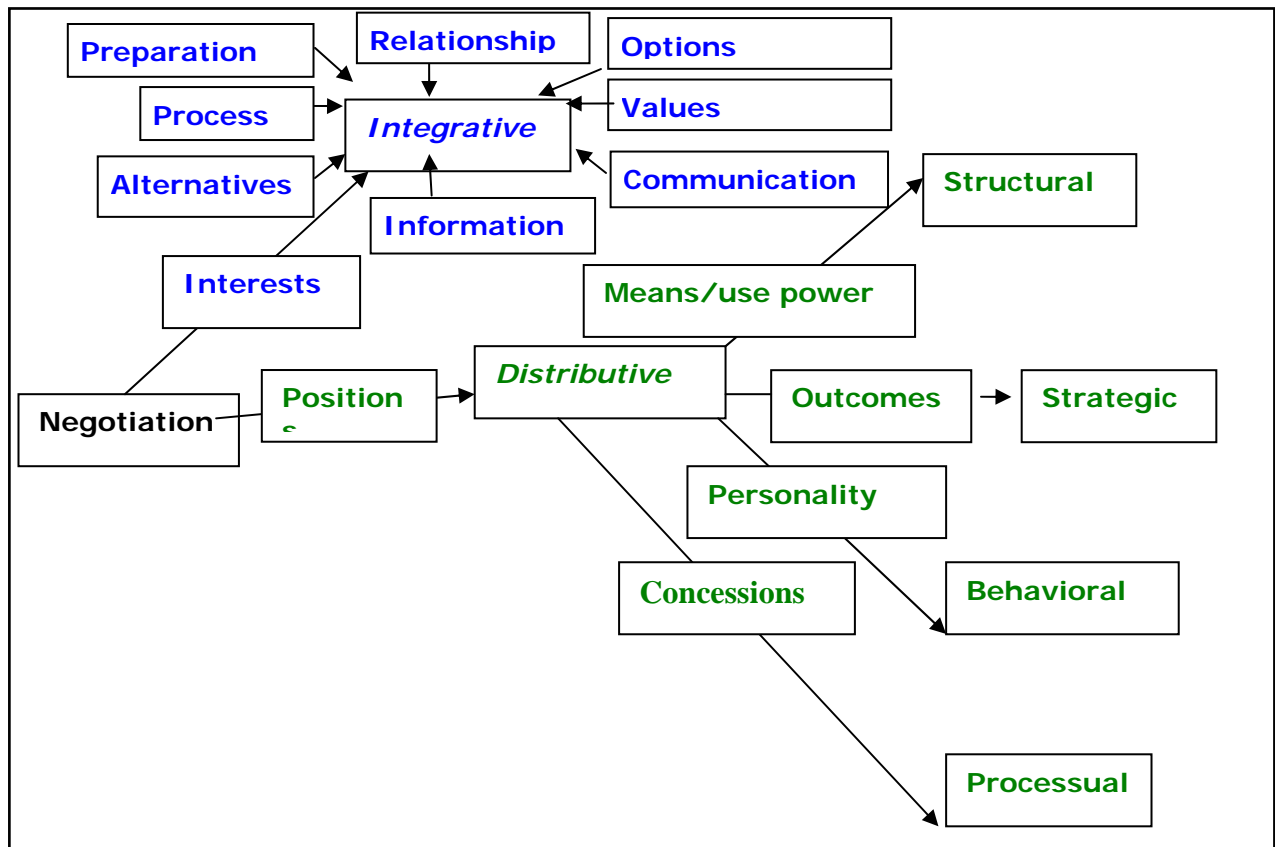 Preparation
Relationship
Options
Process
Integrative
Values
Alternatives
Communication
Structural
Information
Interests
Means/use power
Distributive
Negotiation
Position
s
Outcomes
Strategic
Personality
Concessions
Behavioral
Processual